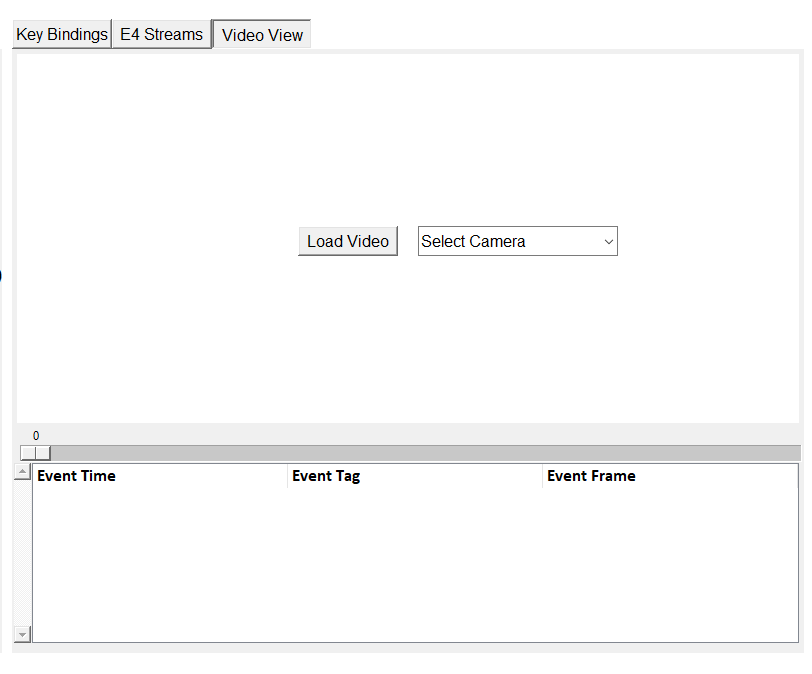 Key Bindings E4 Streams Video View
Load Video Select Camera
0
Event Time Event Tag Event Frame